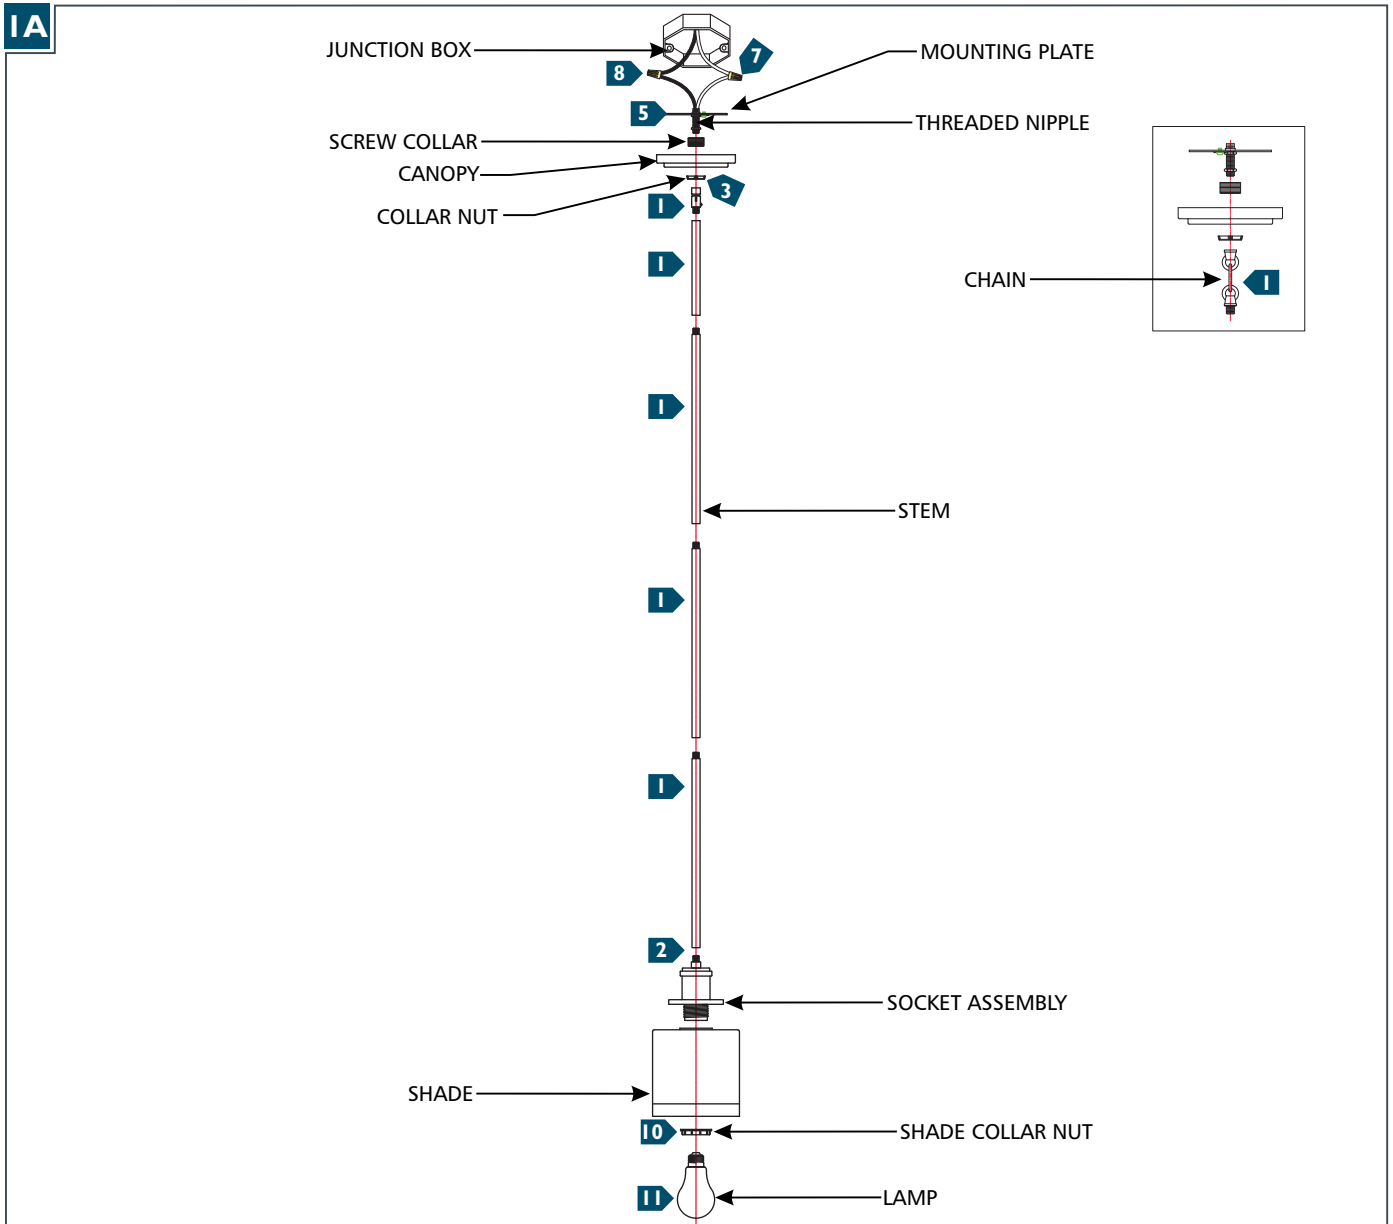 1A
JUNCTION BOX
MOUNTING PLATE
7
8
5
THREADED NIPPLE
SCREW COLLAR
CANOPY
3
COLLAR NUT
1
1
CHAIN
1
1
STEM
1
1
2
SOCKET ASSEMBLY
SHADE
10
SHADE COLLAR NUT
11
LAMP